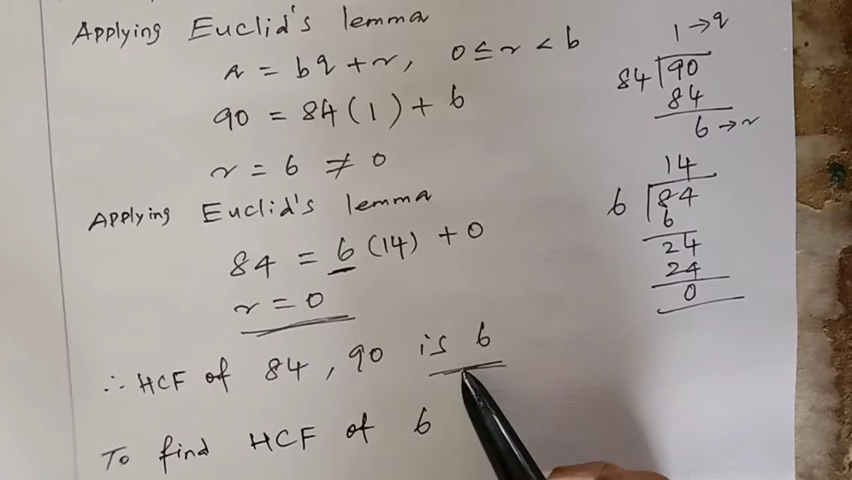 Applying Euclid's lemma
a = bq + r, 0 ≤ r < b
90 = 84(1) + 6
r = 6 ≠ 0
Applying Euclid's lemma
84 = 6(14) + 0
r = 0
∴ HCF of 84, 90 is 6
To find HCF of 6
1 → q
84 90
84
6 → r
14
6 84
6
24
24
0